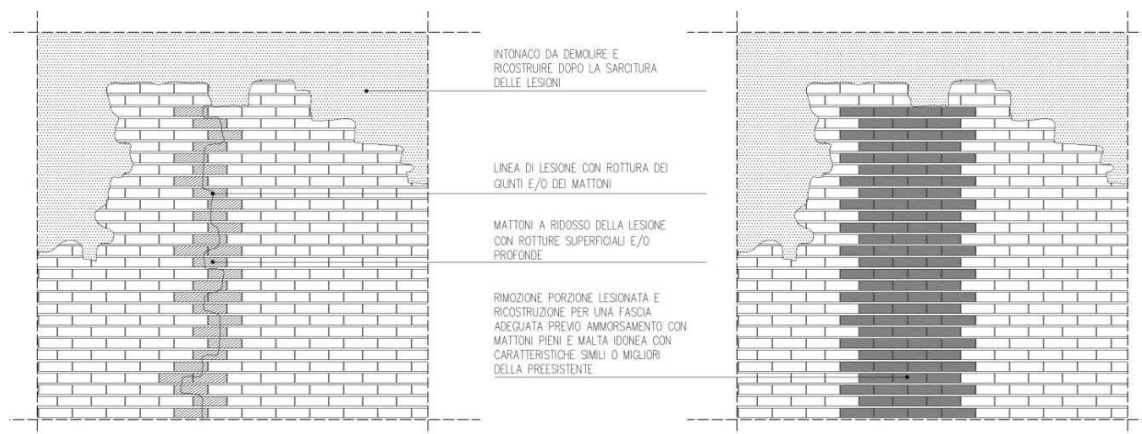 INTONACO DA DEMOLIRE E
RICOSTRUIRE DOPO LA SARCITURA
DELLE LESIONI
LINEA DI LESIONE CON ROTTURA DEI
GIUNTI E/O DEI MATTONI
MATTONI A RIDOSSO DELLA LESIONE
CON ROTTURE SUPERFICIALI E/O
PROFONDE
RIMOZIONE PORZIONE LESIONATA E
RICOSTRUZIONE PER UNA FASCIA
ADEGUATA PREVIO AMMORSAMENTO CON
MATTONI PIENI E MALTA IDONEA CON
CARATTERISTICHE SIMILI O MIGLIORI
DELLA PREESISTENTE